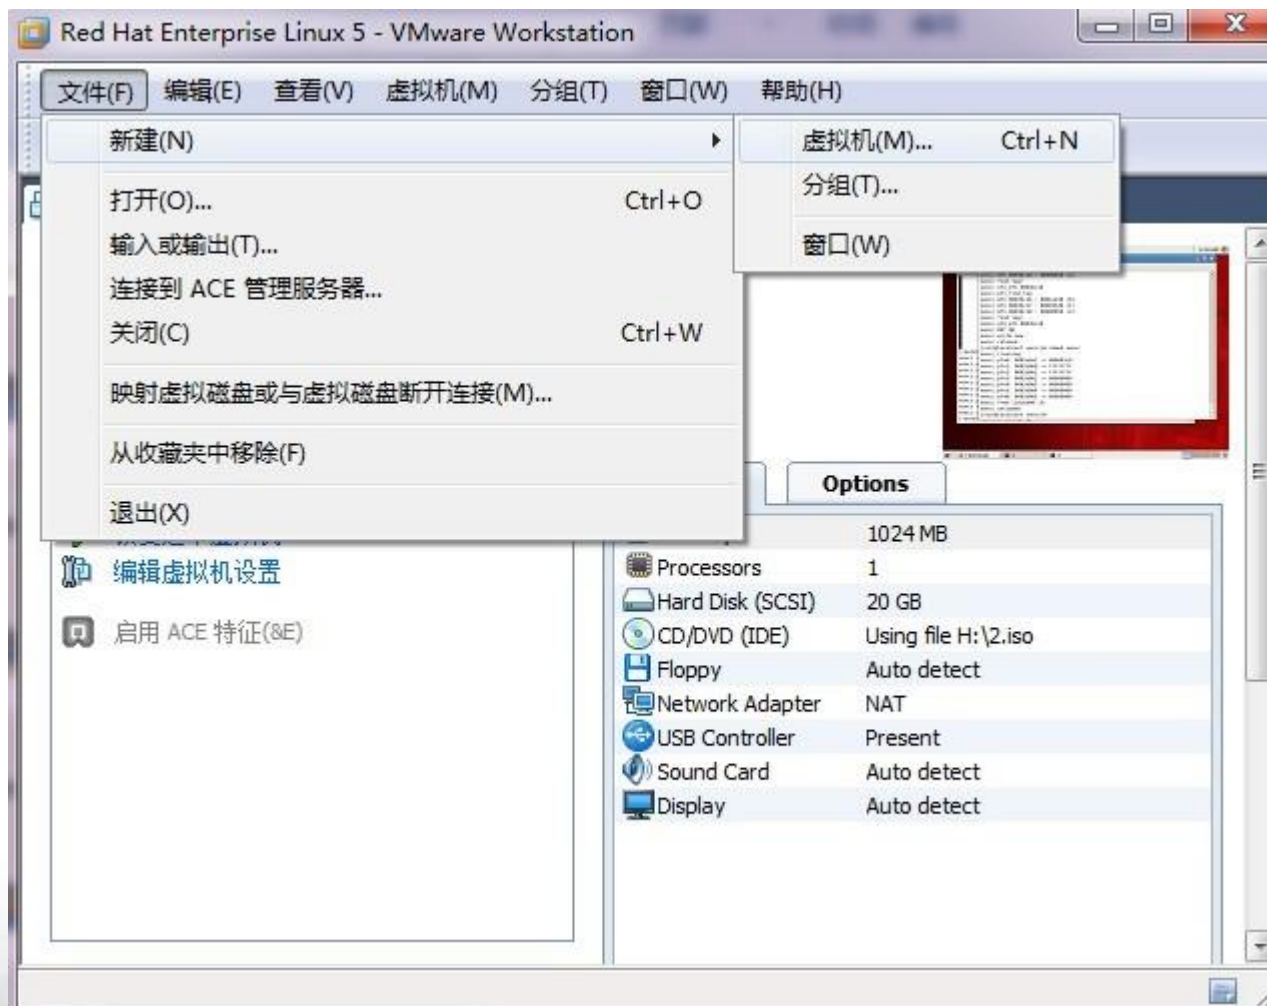 Red Hat Enterprise Linux 5 - VMware Workstation
文件(F) 编辑(E) 查看(V) 虚拟机(M) 分组(T) 窗口(W) 帮助(H)
新建(N)
虚拟机(M)... Ctrl+N
分组(T)...
窗口(W)
打开(O)... Ctrl+O
输入或输出(T)...
连接到 ACE 管理服务器...
关闭(C) Ctrl+W
映射虚拟磁盘或与虚拟磁盘断开连接(M)...
从收藏夹中移除(F)
退出(X)
编辑虚拟机设置
启用 ACE 特征(&E)
Options
1024 MB
Processors 1
Hard Disk (SCSI) 20 GB
CD/DVD (IDE) Using file H:\2.iso
Floppy Auto detect
Network Adapter NAT
USB Controller Present
Sound Card Auto detect
Display Auto detect